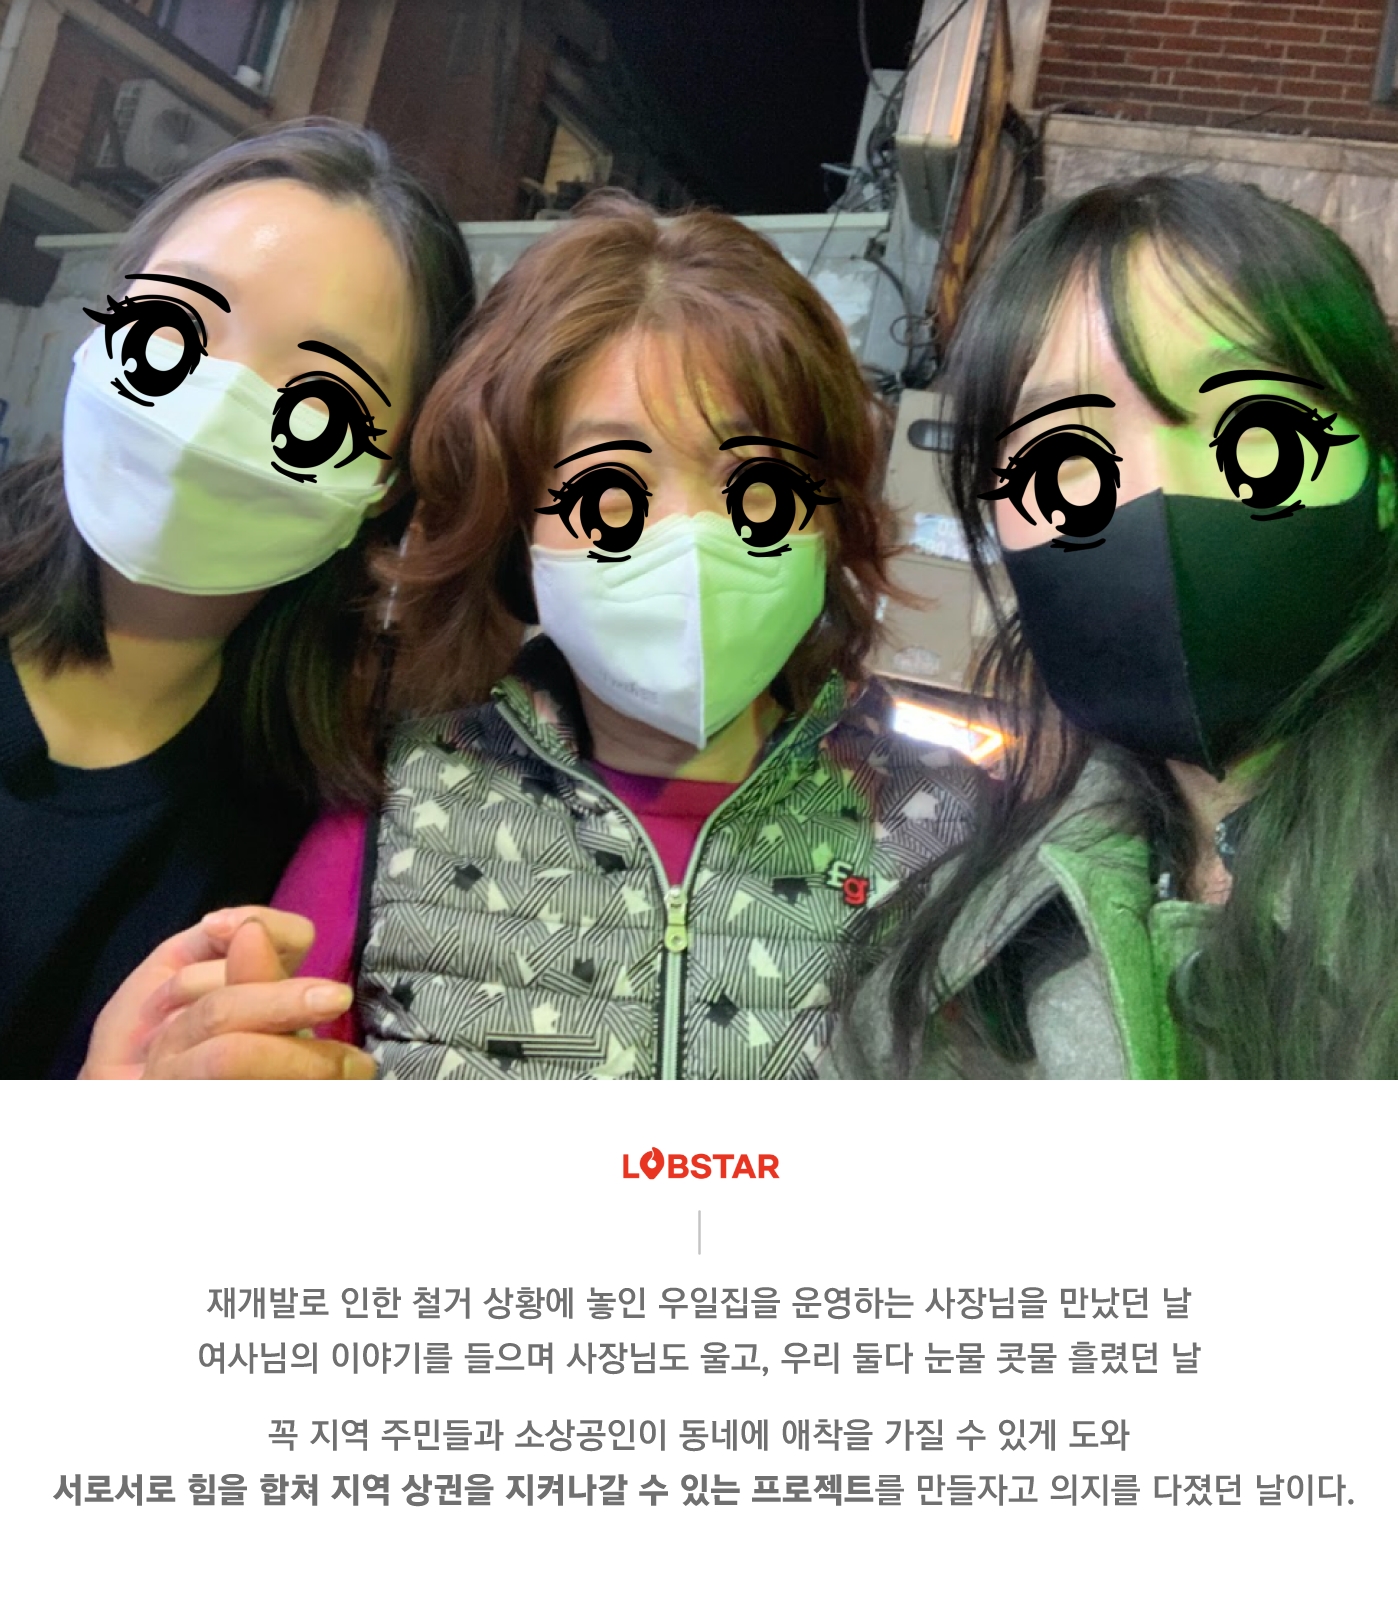 Eg
LOBSTAR
재개발로 인한 철거 상황에 놓인 우일집을 운영하는 사장님을 만났던 날
여사님의 이야기를 들으며 사장님도 울고, 우리 둘다 눈물 콧물 흘렸던 날
꼭 지역 주민들과 소상공인이 동네에 애착을 가질 수 있게 도와
서로서로 힘을 합쳐 지역 상권을 지켜나갈 수 있는 프로젝트를 만들자고 의지를 다졌던 날이다.